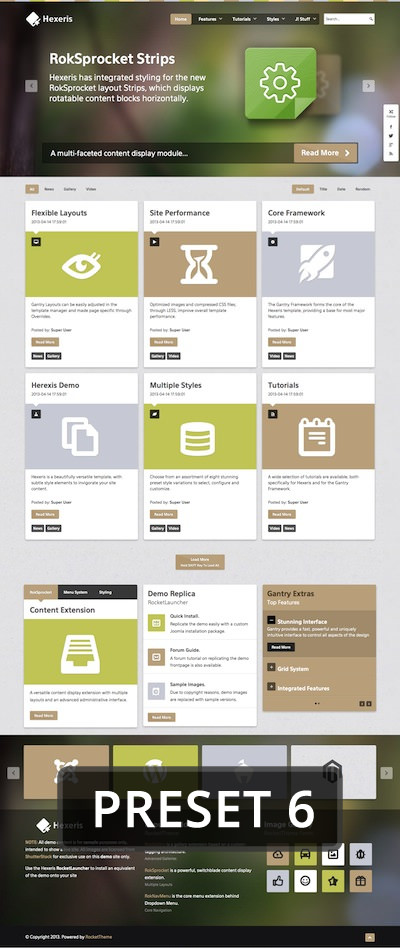 Hexeris
Home Features Tutorials Styles J! Stuff Search...
RokSprocket Strips
Hexeris has integrated styling for the new
RokSprocket layout Strips, which displays
rotatable content blocks horizontally.
Follow
A multi-faceted content display module...
Read More
All News Gallery Video
Default Title Date Random
Flexible Layouts
2013-04-14 17:59:01
Gantry Layouts can be easily adjusted in the
template manager and made page specific through
Overrides.
Posted by: Super User
Read More
News Gallery
Site Performance
2013-04-14 17:59:01
Optimized images and compressed CSS files,
through LESS, improve overall template
performance.
Posted by: Super User
Read More
Gallery Video
Core Framework
2013-04-14 17:59:01
The Gantry Framework forms the core of the
Hexeris template, providing a base for most major
features.
Posted by: Super User
Read More
Video News
Herexis Demo
2013-04-14 17:59:01
Hexeris is a beautifully versatile template, with
subtle style elements to invigorate your site
content.
Posted by: Super User
Read More
News Gallery
Multiple Styles
2013-04-14 17:59:01
Choose from an assortment of eight stunning
preset style variations to select, configure and
customise.
Posted by: Super User
Read More
Gallery Video
Tutorials
2013-04-14 17:59:01
A wide selection of tutorials are available, both
specifically for Hexeris and for the Gantry
Framework.
Posted by: Super User
Read More
Video News
Load More
RokSprocket Menu System Styling
Content Extension
A versatile content display extension with multiple
layouts and an advanced administrative interface.
Read More
Demo Replica
RocketLauncher
Quick Install.
Replicate the demo easily with a custom
Joomla installation package.
Forum Guide.
A forum tutorial on replicating the demo
frontpage is also available.
Sample Images.
Due to copyright reasons, demo images
are replaced with sample versions.
Read More
Gantry Extras
Top Features
Stunning Interface
Gantry provides a fast, powerful and uniquely
intuitive interface to control all aspects of the design
Read More
Grid System
Integrated Features
PRESET 6
NOTE: All demo
intended to show
ShutterStock for exclusive use on this demo site only.
Use the Hexeris RocketLauncher to install an equivalent
of the demo onto your site
tagging architecture.
Advanced Galleries
RokSprocket is a powerful, switchblade content
display extension.
Multiple Layouts
RokNavMenu is the core menu extension behind
Dropdown Menu.
Core Navigation
© Copyright 2013. Powered by RocketTheme